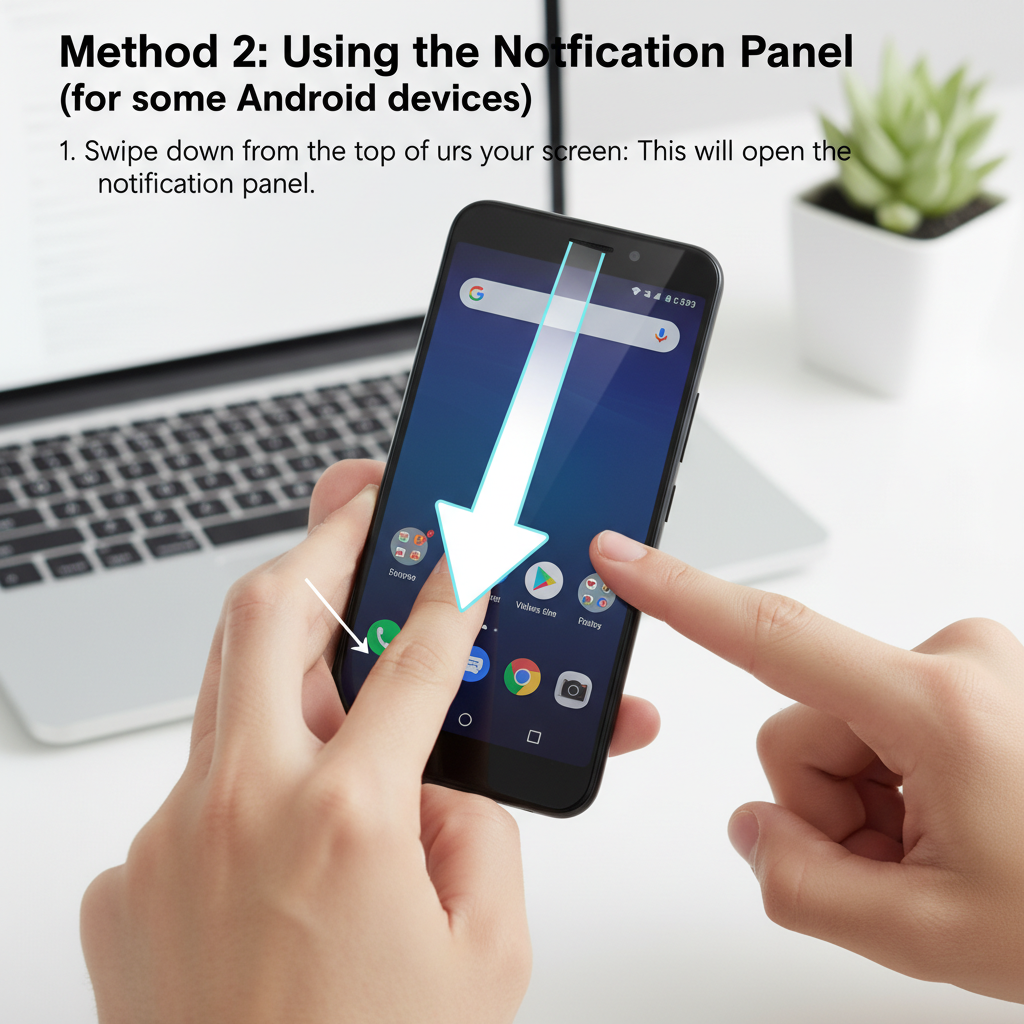 Method 2: Using the Notfication Panel
(for some Android devices)
1. Swipe down from the top of urs your screen: This will open the
notification panel.
G